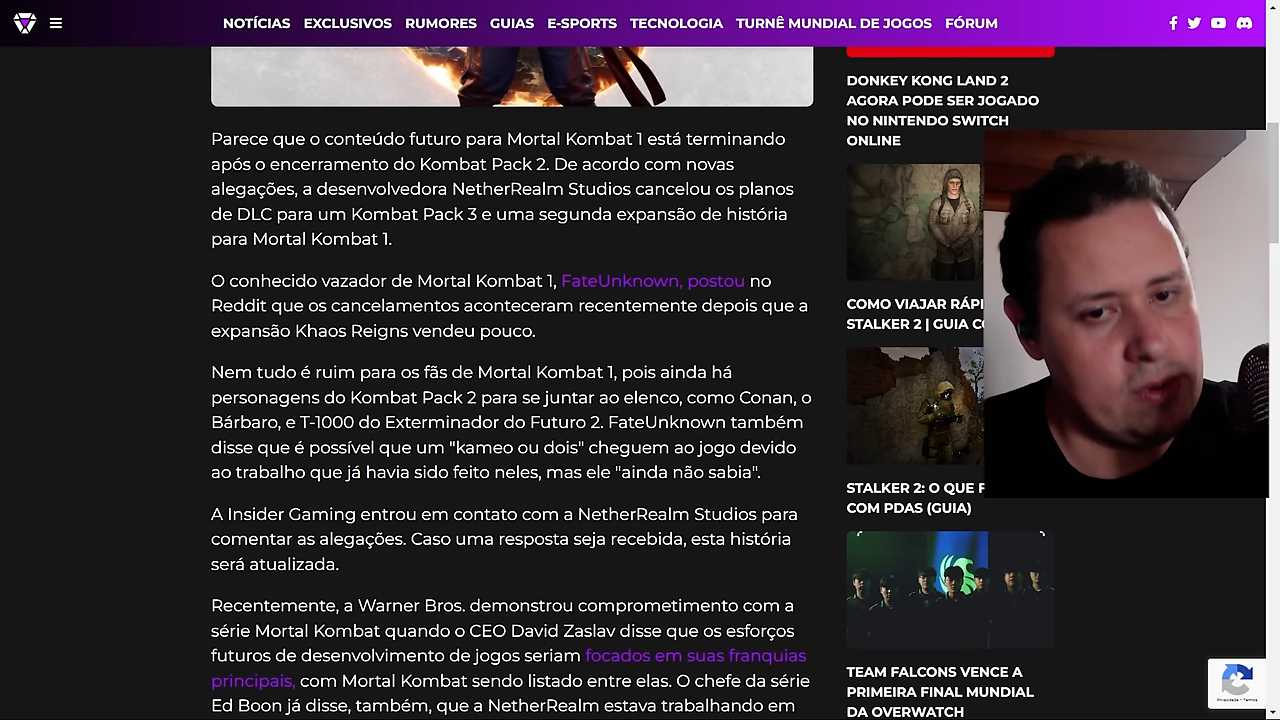 NOTÍCIAS EXCLUSIVOS RUMORES GUIAS E-SPORTS TECNOLOGIA TURNÊ MUNDIAL DE JOGOS FÓRUM
Parece que o conteúdo futuro para Mortal Kombat 1 está terminando
após o encerramento do Kombat Pack 2. De acordo com novas
alegações, a desenvolvedora NetherRealm Studios cancelou os planos
de DLC para um Kombat Pack 3 e uma segunda expansão de história
para Mortal Kombat 1.
O conhecido vazador de Mortal Kombat 1, FateUnknown, postou no
Reddit que os cancelamentos aconteceram recentemente depois que a
expansão Khaos Reigns vendeu pouco.
Nem tudo é ruim para os fãs de Mortal Kombat 1, pois ainda há
personagens do Kombat Pack 2 para se juntar ao elenco, como Conan, o
Bárbaro, e T-1000 do Exterminador do Futuro 2. FateUnknown também
disse que é possível que um "kameo ou dois" cheguem ao jogo devido
ao trabalho que já havia sido feito neles, mas ele "ainda não sabia".
A Insider Gaming entrou em contato com a NetherRealm Studios para
comentar as alegações. Caso uma resposta seja recebida, esta história
será atualizada.
Recentemente, a Warner Bros. demonstrou comprometimento com a
série Mortal Kombat quando o CEO David Zaslav disse que os esforços
futuros de desenvolvimento de jogos seriam focados em suas franquias
principais, com Mortal Kombat sendo listado entre elas. O chefe da série
Ed Boon já disse, também, que a NetherRealm estava trabalhando em
DONKEY KONG LAND 2
AGORA PODE SER JOGADO
NO NINTENDO SWITCH
ONLINE
COMO VIAJAR RÁPI
STALKER 2 | GUIA CO
STALKER 2: O QUE F
COM PDAS (GUIA)
TEAM FALCONS VENCE A
PRIMEIRA FINAL MUNDIAL
DA OVERWATCH
Privacidade - Termos